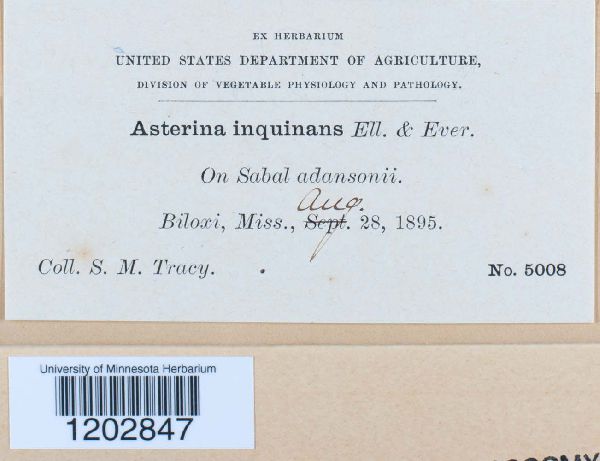 EX HERBARIUM
UNITED STATES DEPARTMENT OF AGRICULTURE,
DIVISION OF VEGETABLE PHYSIOLOGY AND PATHOLOGY.
Asterina inquinans Ell. & Ever.
On Sabal adansonii.
Aug.
Biloxi, Miss., Sept. 28, 1895.
Coll. S. M. Tracy.
No. 5008
University of Minnesota Herbarium
1202847